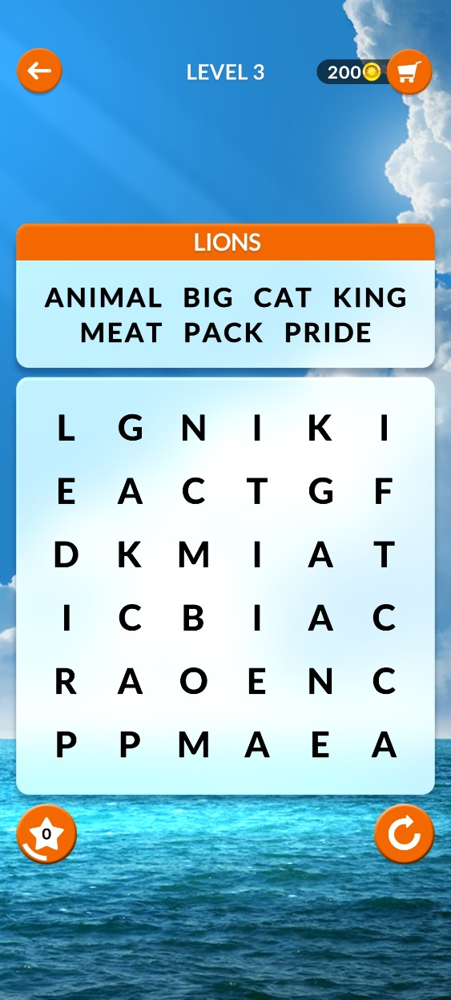 LEVEL 3
200
LIONS
ANIMAL BIG CAT KING
MEAT PACK PRIDE
L G N I K I
E A C T G F
D K M I A T
I C B I A C
R A O E N C
P P M A E A
0